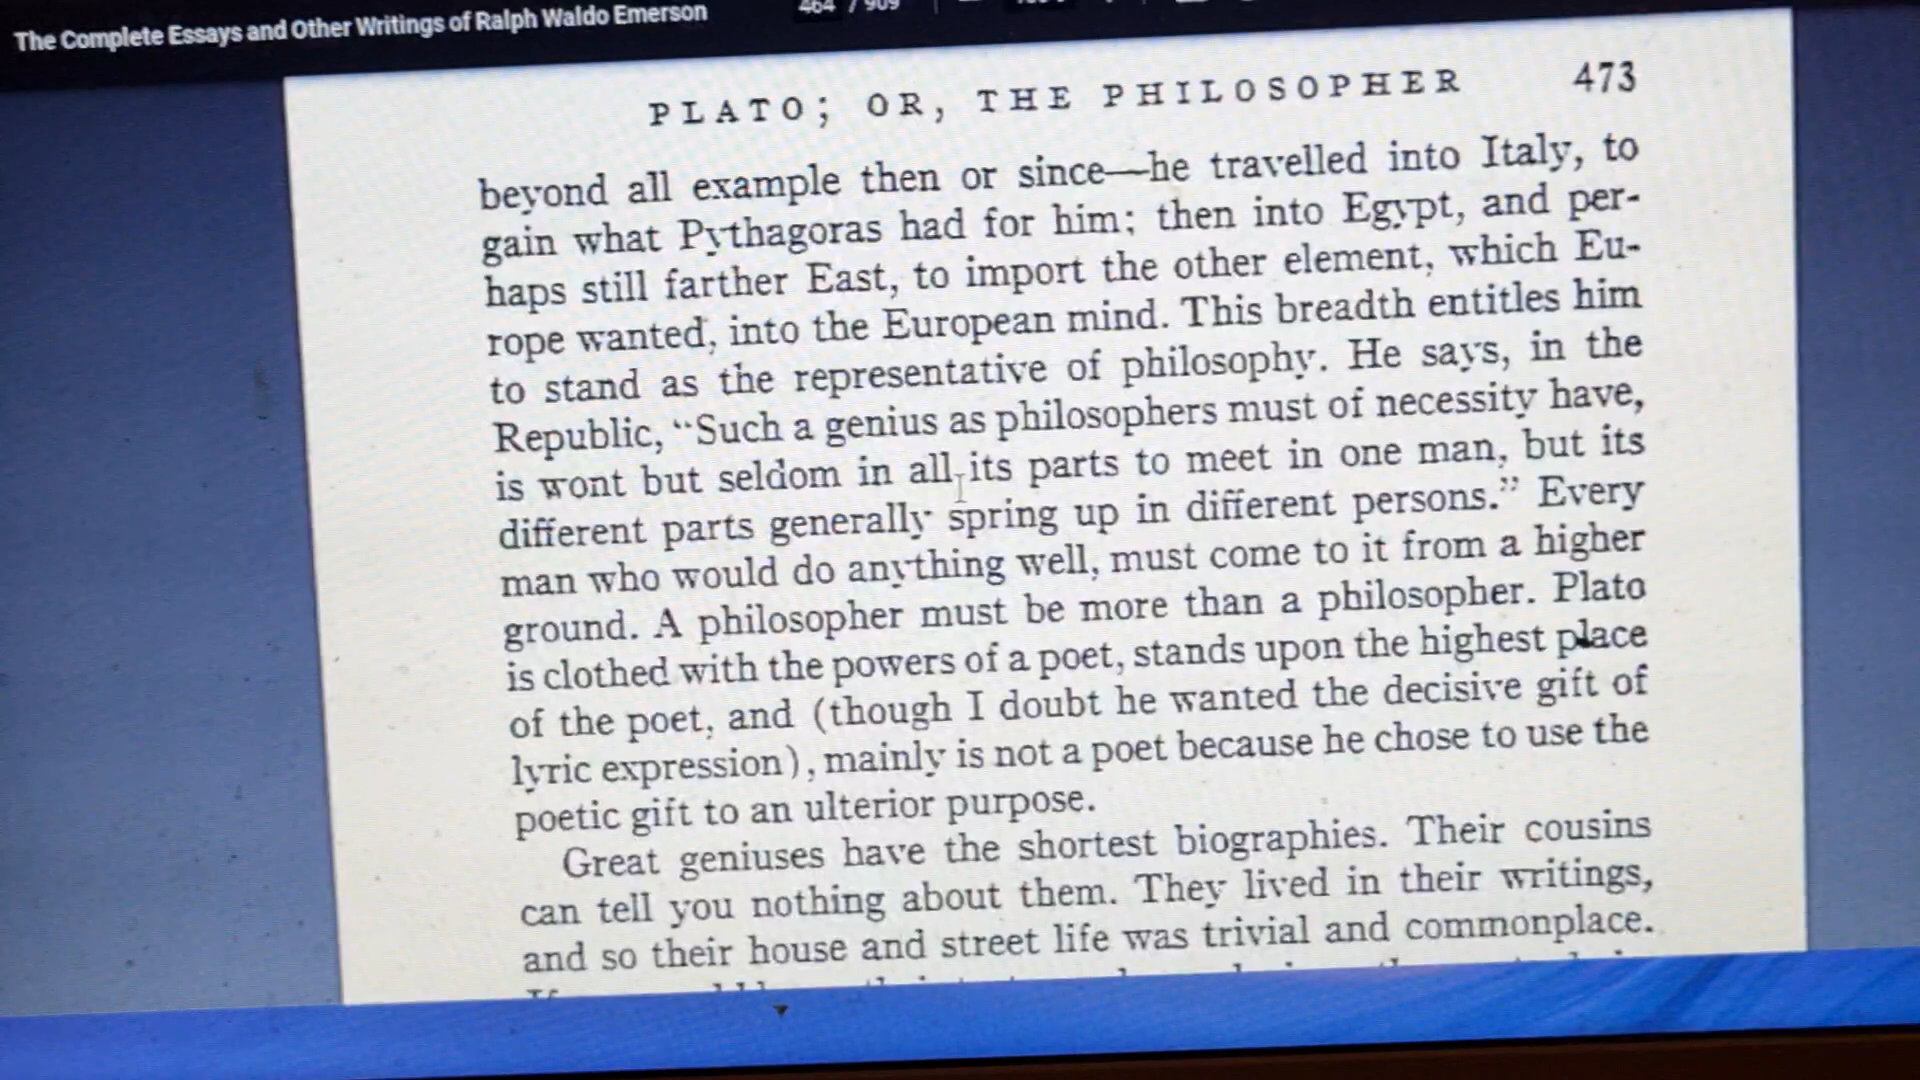 The Complete Essays and Other Writings of Ralph Waldo Emerson
464 / 909
PLATO; OR, THE PHILOSOPHER 473
beyond all example then or since—he travelled into Italy, to
gain what Pythagoras had for him; then into Egypt, and per-
haps still farther East, to import the other element, which Eu-
rope wanted, into the European mind. This breadth entitles him
to stand as the representative of philosophy. He says, in the
Republic, “Such a genius as philosophers must of necessity have,
is wont but seldom in all its parts to meet in one man, but its
different parts generally spring up in different persons.” Every
man who would do anything well, must come to it from a higher
ground. A philosopher must be more than a philosopher. Plato
is clothed with the powers of a poet, stands upon the highest place
of the poet, and (though I doubt he wanted the decisive gift of
lyric expression), mainly is not a poet because he chose to use the
poetic gift to an ulterior purpose.
Great geniuses have the shortest biographies. Their cousins
can tell you nothing about them. They lived in their writings,
and so their house and street life was trivial and commonplace.